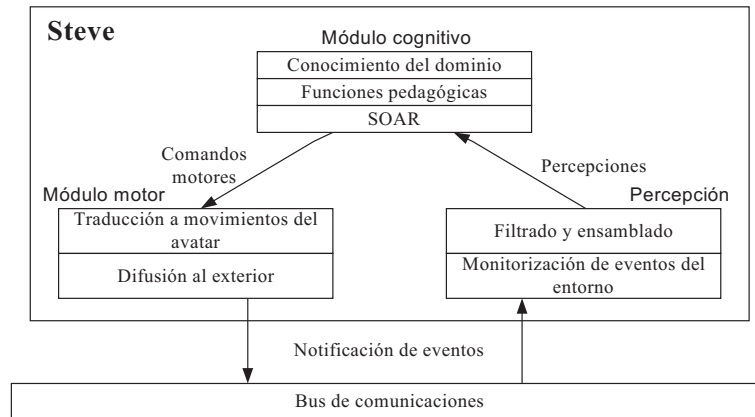 Steve
Módulo cognitivo
Conocimiento del dominio
Funciones pedagógicas
SOAR
Comandos
motores
Percepciones
Módulo motor
Percepción
Traducción a movimientos del
avatar
Difusión al exterior
Filtrado y ensamblado
Monitorización de eventos del
entorno
Notificación de eventos
Bus de comunicaciones